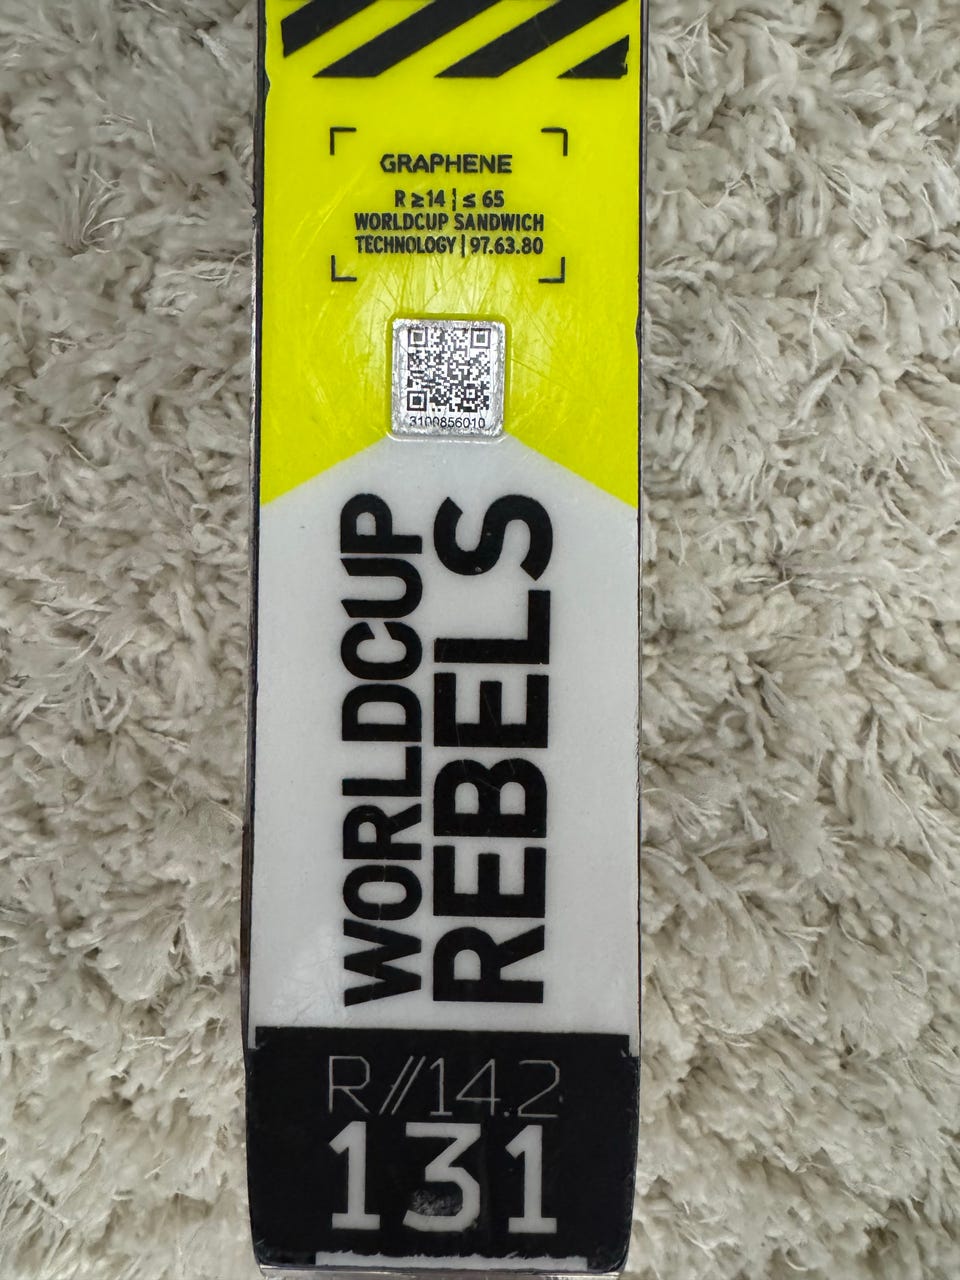 GRAPHENE
R ≥14 ¦ ≤ 65
WORLDCUP SANDWICH
TECHNOLOGY | 97.63.80
3100856010
WORLDCUP
REBELS
R//14.2
131